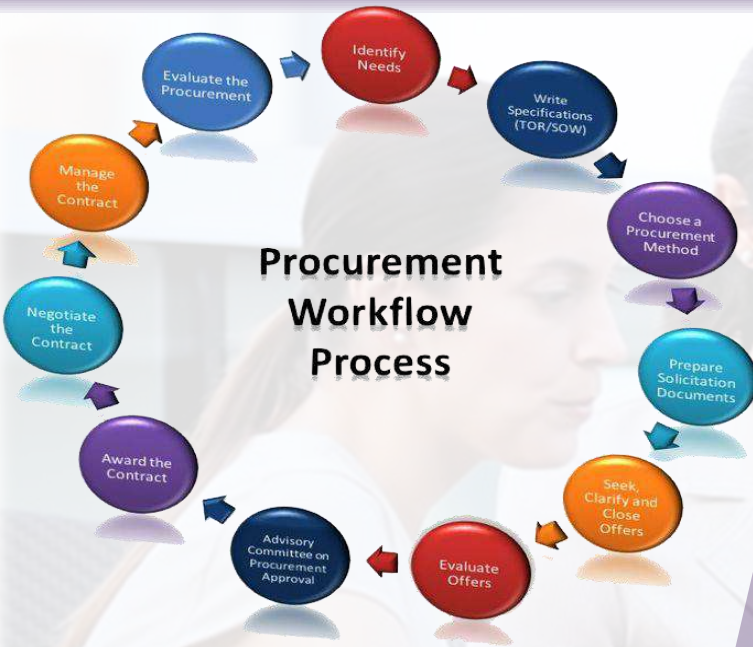 Identify
Needs
Write
Specifications
(TOR/SOW)
Choose a
Procurement
Method
Prepare
Solicitation
Documents
Seek,
Clarify and
Close
Offers
Evaluate
Offers
Advisory
Committee on
Procurement
Approval
Award the
Contract
Negotiate
the
Contract
Manage
the
Contract
Evaluate the
Procurement
Procurement
Workflow
Process